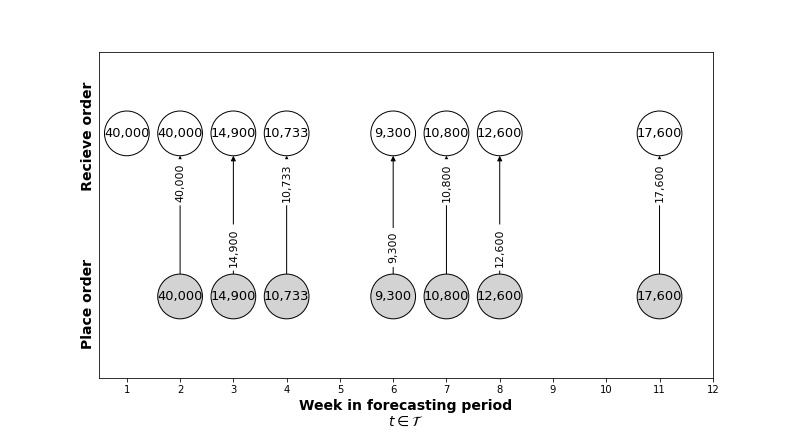 Recieve order
40,000 40,000 14,900 10,733 9,300 10,800 12,600 17,600
40,000 14,900 10,733 9,300 10,800 12,600 17,600
Place order
40,000 14,900 10,733 9,300 10,800 12,600 17,600
1 2 3 4 5 6 7 8 9 10 11 12
Week in forecasting period
t ∈ 𝒯